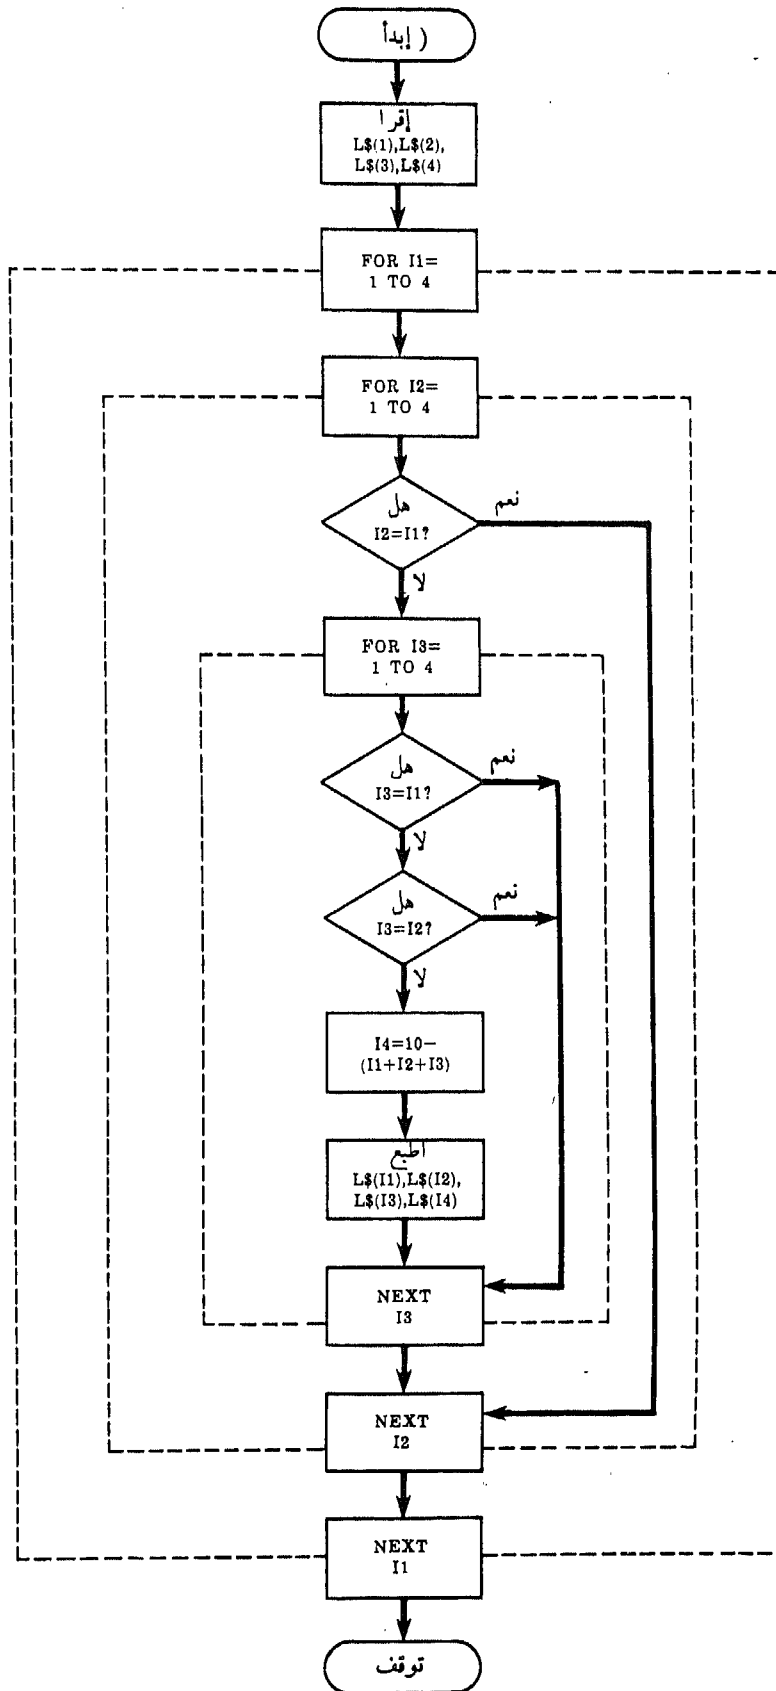 ( إبدأ
إقرا
L$(1),L$(2),
L$(3),L$(4)
FOR I1=
1 TO 4
FOR I2=
1 TO 4
هل
I2=I1?
نعم
لا
FOR I3=
1 TO 4
هل
I3=I1?
نعم
لا
هل
I3=I2?
نعم
لا
I4=10−
(I1+I2+I3)
اطبع
L$(I1),L$(I2),
L$(I3),L$(I4)
NEXT
I3
NEXT
I2
NEXT
I1
توقف